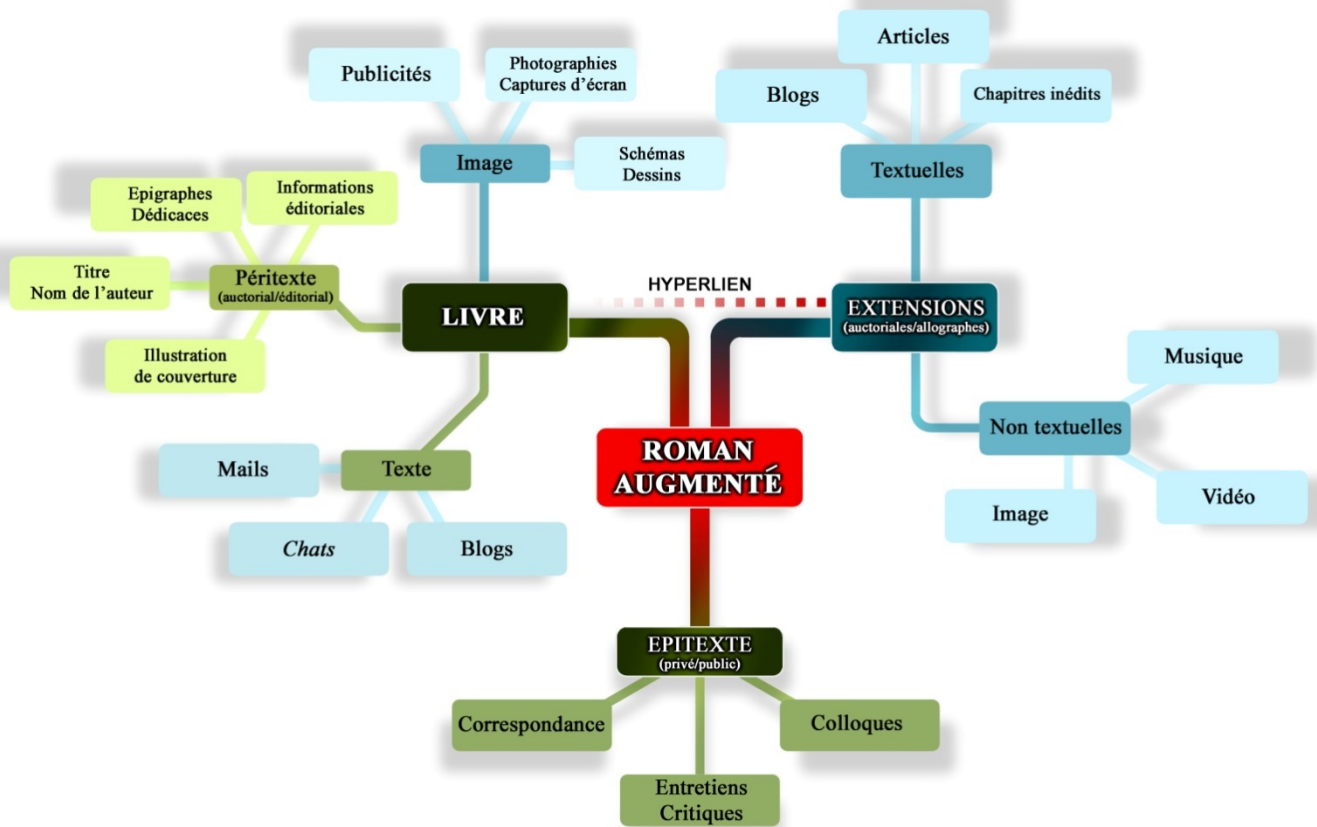 Articles
Publicités
Photographies
Captures d'écran
Blogs
Chapitres inédits
Image
Schémas
Dessins
Textuelles
Epigraphes
Dédicaces
Informations
éditoriales
Titre
Nom de l'auteur
Péritexte
(auctorial/éditorial)
Illustration
de couverture
LIVRE
HYPERLIEN
EXTENSIONS
(auctoriales/allographes)
Musique
Non textuelles
Image
Vidéo
ROMAN
AUGMENTÉ
Mails
Texte
Chats
Blogs
EPITEXTE
(privé/public)
Correspondance
Colloques
Entretiens
Critiques